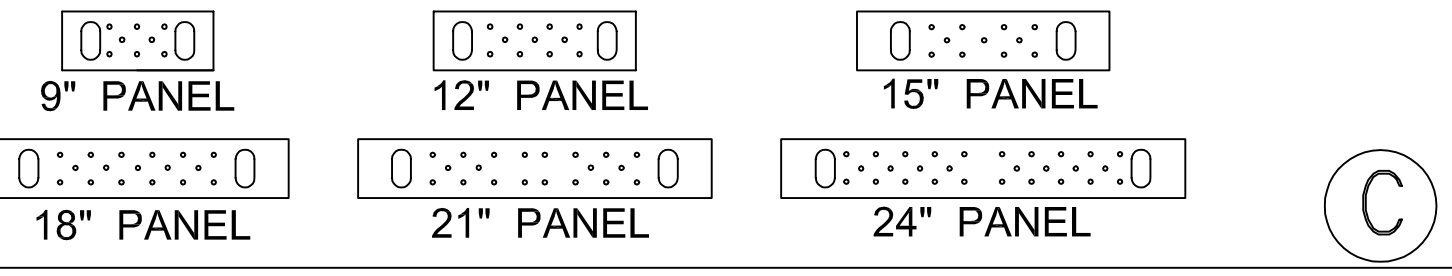 9" PANEL
12" PANEL
15" PANEL
18" PANEL
21" PANEL
24" PANEL
C